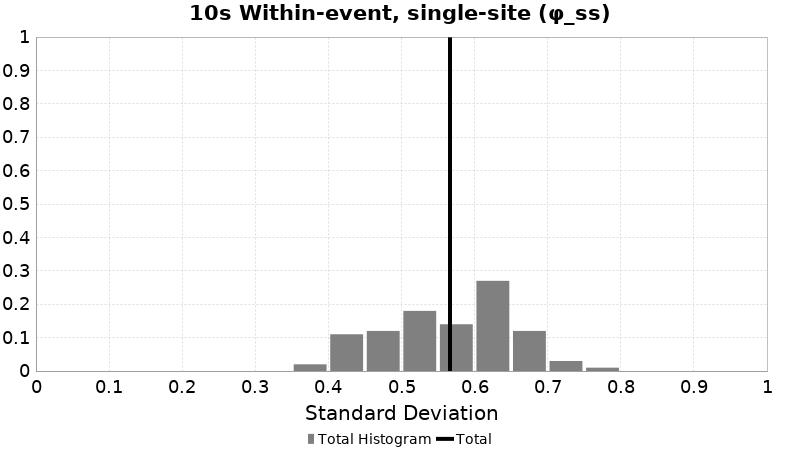 10s Within-event, single-site (φ_ss)
1
0.9
0.8
0.7
0.6
0.5
0.4
0.3
0.2
0.1
0
0 0.1 0.2 0.3 0.4 0.5 0.6 0.7 0.8 0.9 1
Standard Deviation
Total Histogram Total